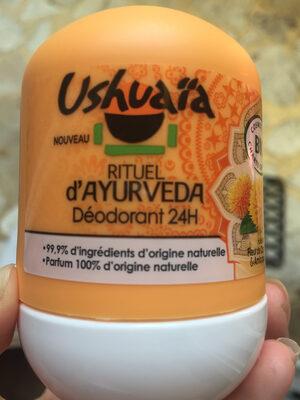 Ushuaïa
NOUVEAU
RITUEL
d'AYURVEDA
Déodorant 24H
•99,9% d'ingrédients d'origine naturelle
•Parfum 100% d'origine naturelle